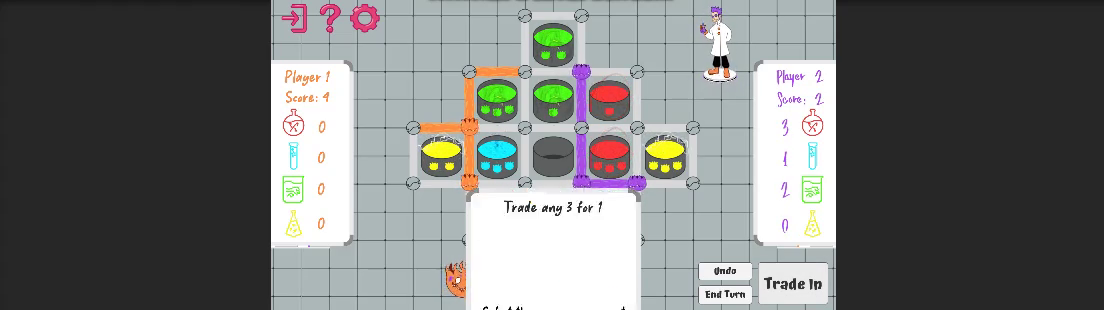 Player 1
Score: 4
0
0
0
0
Player 2
Score: 2
3
1
2
0
Trade any 3 for 1
Undo
End Turn
Trade In